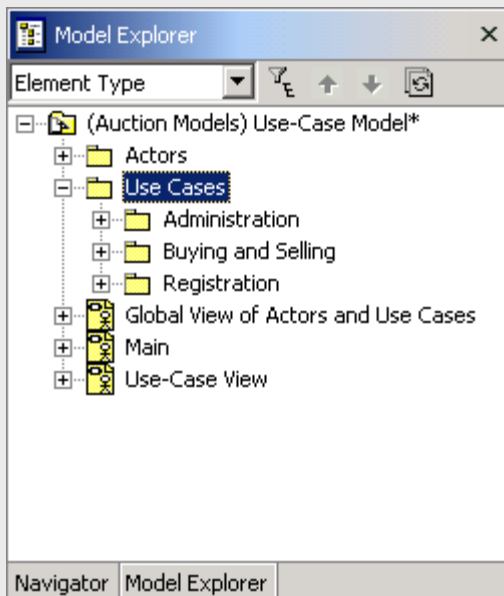 Model Explorer
Element Type
(Auction Models) Use-Case Model*
Actors
Use Cases
Administration
Buying and Selling
Registration
Global View of Actors and Use Cases
Main
Use-Case View
Navigator Model Explorer